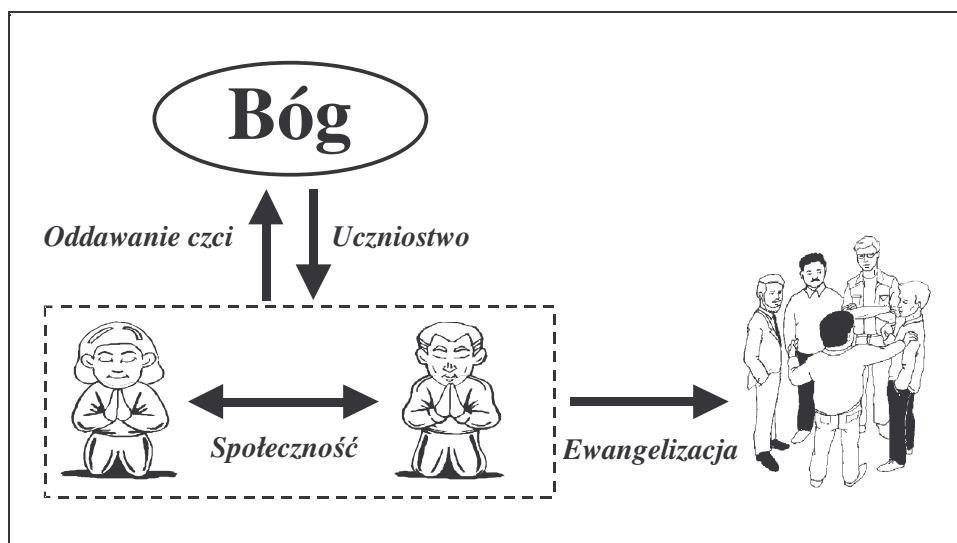 Bóg
Oddawanie czci
Uczniostwo
Społeczność
Ewangelizacja